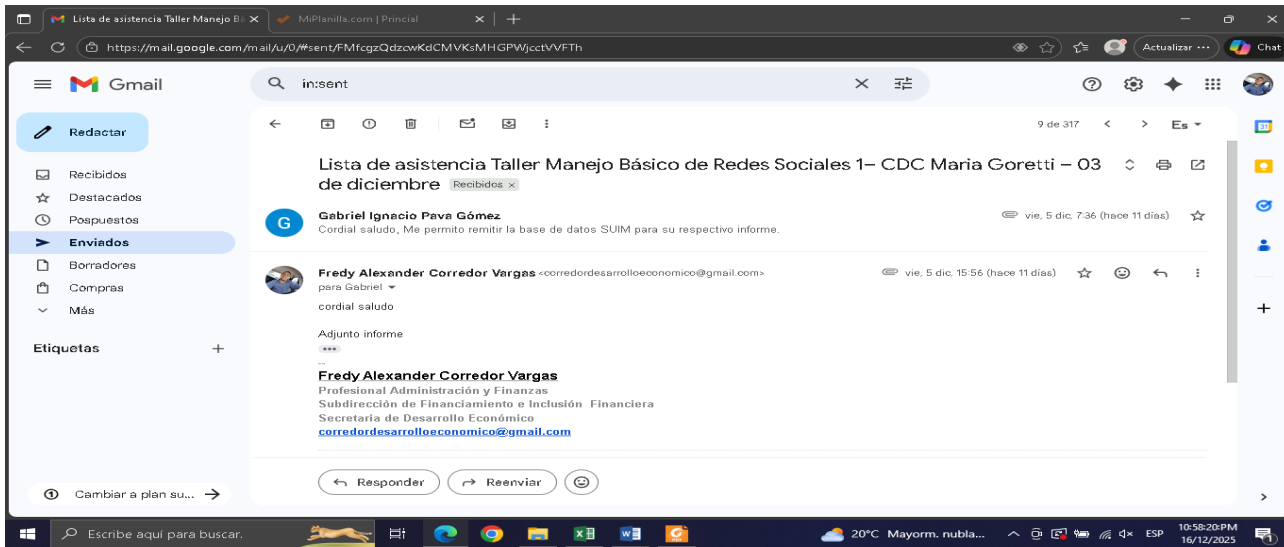 Lista de asistencia Taller Manejo Bá
MiPlanilla.com | Princial
https://mail.google.com/mail/u/0/#sent/FMfcgzQdzcwKdCMVKsMHGPWjcctVVFTh
Actualizar
Chat
Gmail
in:sent
Redactar
9 de 317
Es
Lista de asistencia Taller Manejo Básico de Redes Sociales 1– CDC Maria Goretti – 03
de diciembre Recibidos ×
Recibidos
Destacados
Pospuestos
Enviados
Borradores
Compras
Más
Etiquetas
G
Gabriel Ignacio Pava Gómez
vie, 5 dic, 7:36 (hace 11 días)
Cordial saludo, Me permito remitir la base de datos SUIM para su respectivo informe.
Fredy Alexander Corredor Vargas <corredordesarrolloeconomico@gmail.com>
vie, 5 dic, 15:56 (hace 11 días)
para Gabriel
cordial saludo
Adjunto informe
--
Fredy Alexander Corredor Vargas
Profesional Administración y Finanzas
Subdirección de Financiamiento e Inclusión Financiera
Secretaria de Desarrollo Económico
corredordesarrolloeconomico@gmail.com
Responder
Reenviar
Cambiar a plan su...
31
Escribe aquí para buscar.
20°C Mayorm. nubla...
ESP
10:58:20:PM
16/12/2025